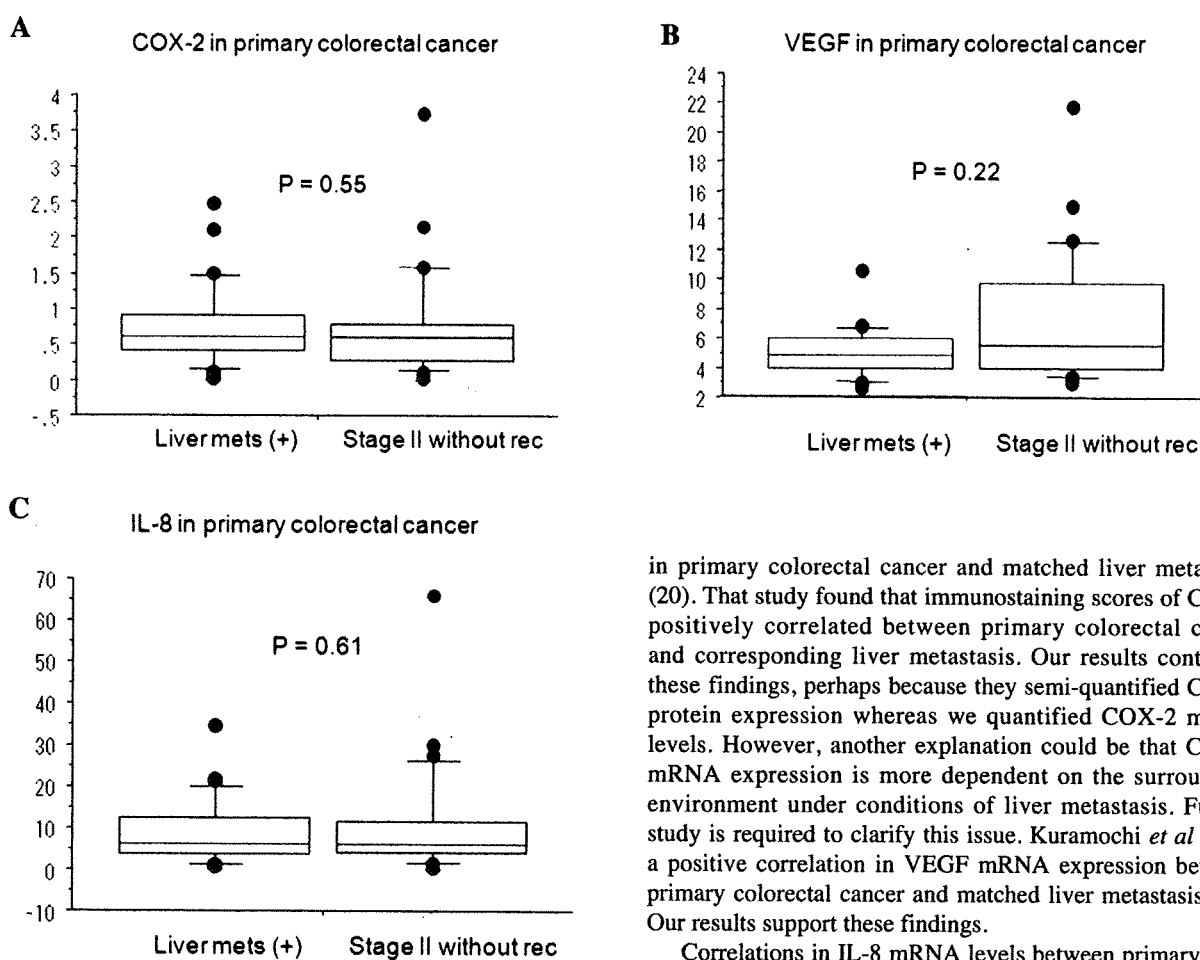 A
COX-2 in primary colorectal cancer
4
3.5
3
2.5
2
1.5
1
.5
0
-.5
P = 0.55
Liver mets (+) Stage II without rec
B
VEGF in primary colorectal cancer
24
22
20
18
16
14
12
10
8
6
4
2
P = 0.22
Liver mets (+) Stage II without rec
C
IL-8 in primary colorectal cancer
70
60
50
40
30
20
10
0
-10
P = 0.61
Liver mets (+) Stage II without rec
in primary colorectal cancer and matched liver meta
(20). That study found that immunostaining scores of C
positively correlated between primary colorectal c
and corresponding liver metastasis. Our results cont
these findings, perhaps because they semi-quantified C
protein expression whereas we quantified COX-2 m
levels. However, another explanation could be that C
mRNA expression is more dependent on the surrou
environment under conditions of liver metastasis. Fu
study is required to clarify this issue. Kuramochi et al
a positive correlation in VEGF mRNA expression be
primary colorectal cancer and matched liver metastasis
Our results support these findings.
Correlations in IL-8 mRNA levels between primary